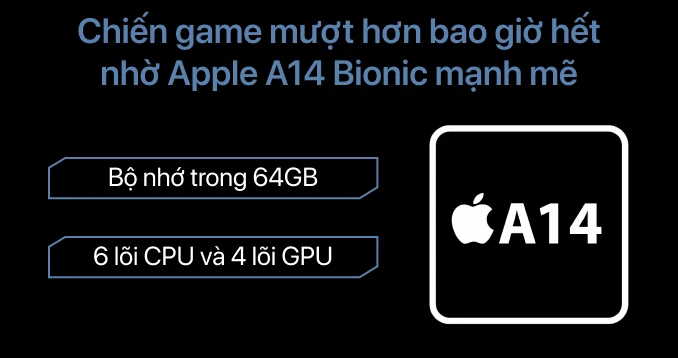 Chiến game mượt hơn bao giờ hết
nhờ Apple A14 Bionic mạnh mẽ
Bộ nhớ trong 64GB
6 lõi CPU và 4 lõi GPU
A14